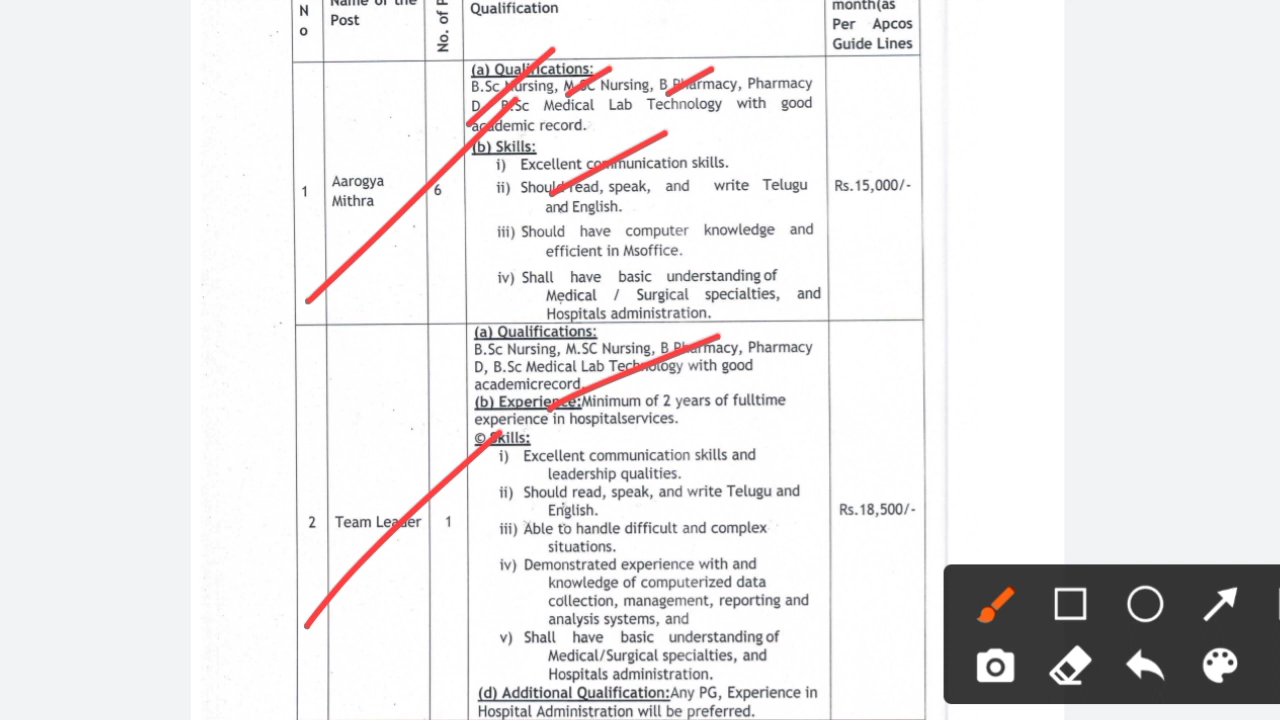 N
o
Name of the
Post
No. of P
Qualification
month(as
Per Apcos
Guide Lines
1
Aarogya
Mithra
6
(a) Qualifications:
B.Sc Nursing, M.SC Nursing, B Pharmacy, Pharmacy
D, B.Sc Medical Lab Technology with good
academic record.
(b) Skills:
i) Excellent communication skills.
ii) Should read, speak, and write Telugu
and English.
iii) Should have computer knowledge and
efficient in Msoffice.
iv) Shall have basic understanding of
Medical / Surgical specialties, and
Hospitals administration.
Rs.15,000/-
2
Team Leader
1
(a) Qualifications:
B.Sc Nursing, M.SC Nursing, B Pharmacy, Pharmacy
D, B.Sc Medical Lab Technology with good
academicrecord.
(b) Experience:Minimum of 2 years of fulltime
experience in hospitalservices.
© Skills:
i) Excellent communication skills and
leadership qualities.
ii) Should read, speak, and write Telugu and
English.
iii) Able to handle difficult and complex
situations.
iv) Demonstrated experience with and
knowledge of computerized data
collection, management, reporting and
analysis systems, and
v) Shall have basic understanding of
Medical/Surgical specialties, and
Hospitals administration.
(d) Additional Qualification:Any PG, Experience in
Hospital Administration will be preferred.
Rs.18,500/-